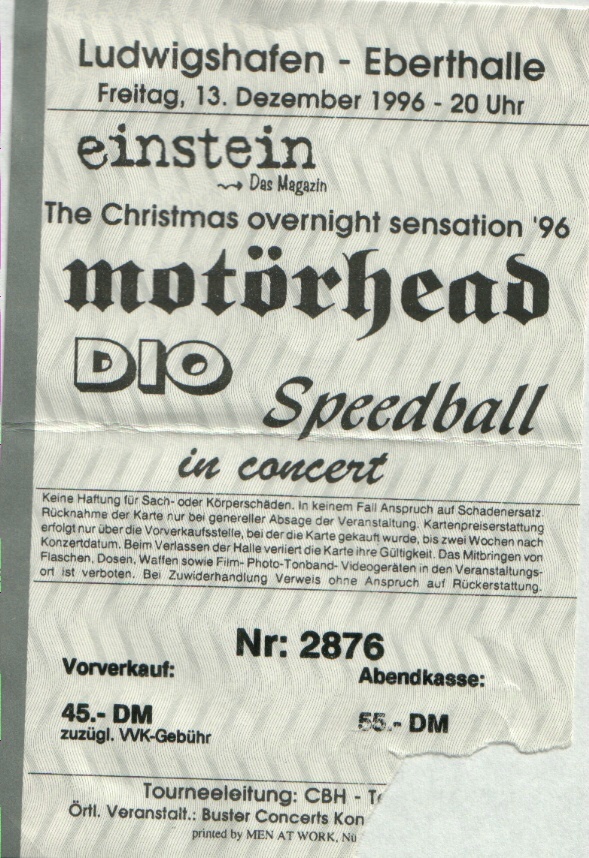 Ludwigshafen - Eberthalle
Freitag, 13. Dezember 1996 - 20 Uhr
einstein
Das Magazin
The Christmas overnight sensation '96
motörhead
DIO
Speedball
in concert
Keine Haftung für Sach- oder Körperschäden. In keinem Fall Anspruch auf Schadenersatz.
Rücknahme der Karte nur bei genereller Absage der Veranstaltung. Kartenpreiserstattung
erfolgt nur über die Vorverkaufsstelle, bei der die Karte gekauft wurde, bis zwei Wochen nach
Konzertdatum. Beim Verlassen der Halle verliert die Karte ihre Gültigkeit. Das Mitbringen von
Flaschen, Dosen, Waffen sowie Film- Photo-Tonband- Videogeräten in den Veranstaltungs-
ort ist verboten. Bei Zuwiderhandlung Verweis ohne Anspruch auf Rückerstattung.
Nr: 2876
Vorverkauf: Abendkasse:
45.- DM 55.- DM
zuzügl. VVK-Gebühr
Tourneeleitung: CBH -
Örtl. Veranstalt.: Buster Concerts Kon
printed by MEN AT WORK, Nü